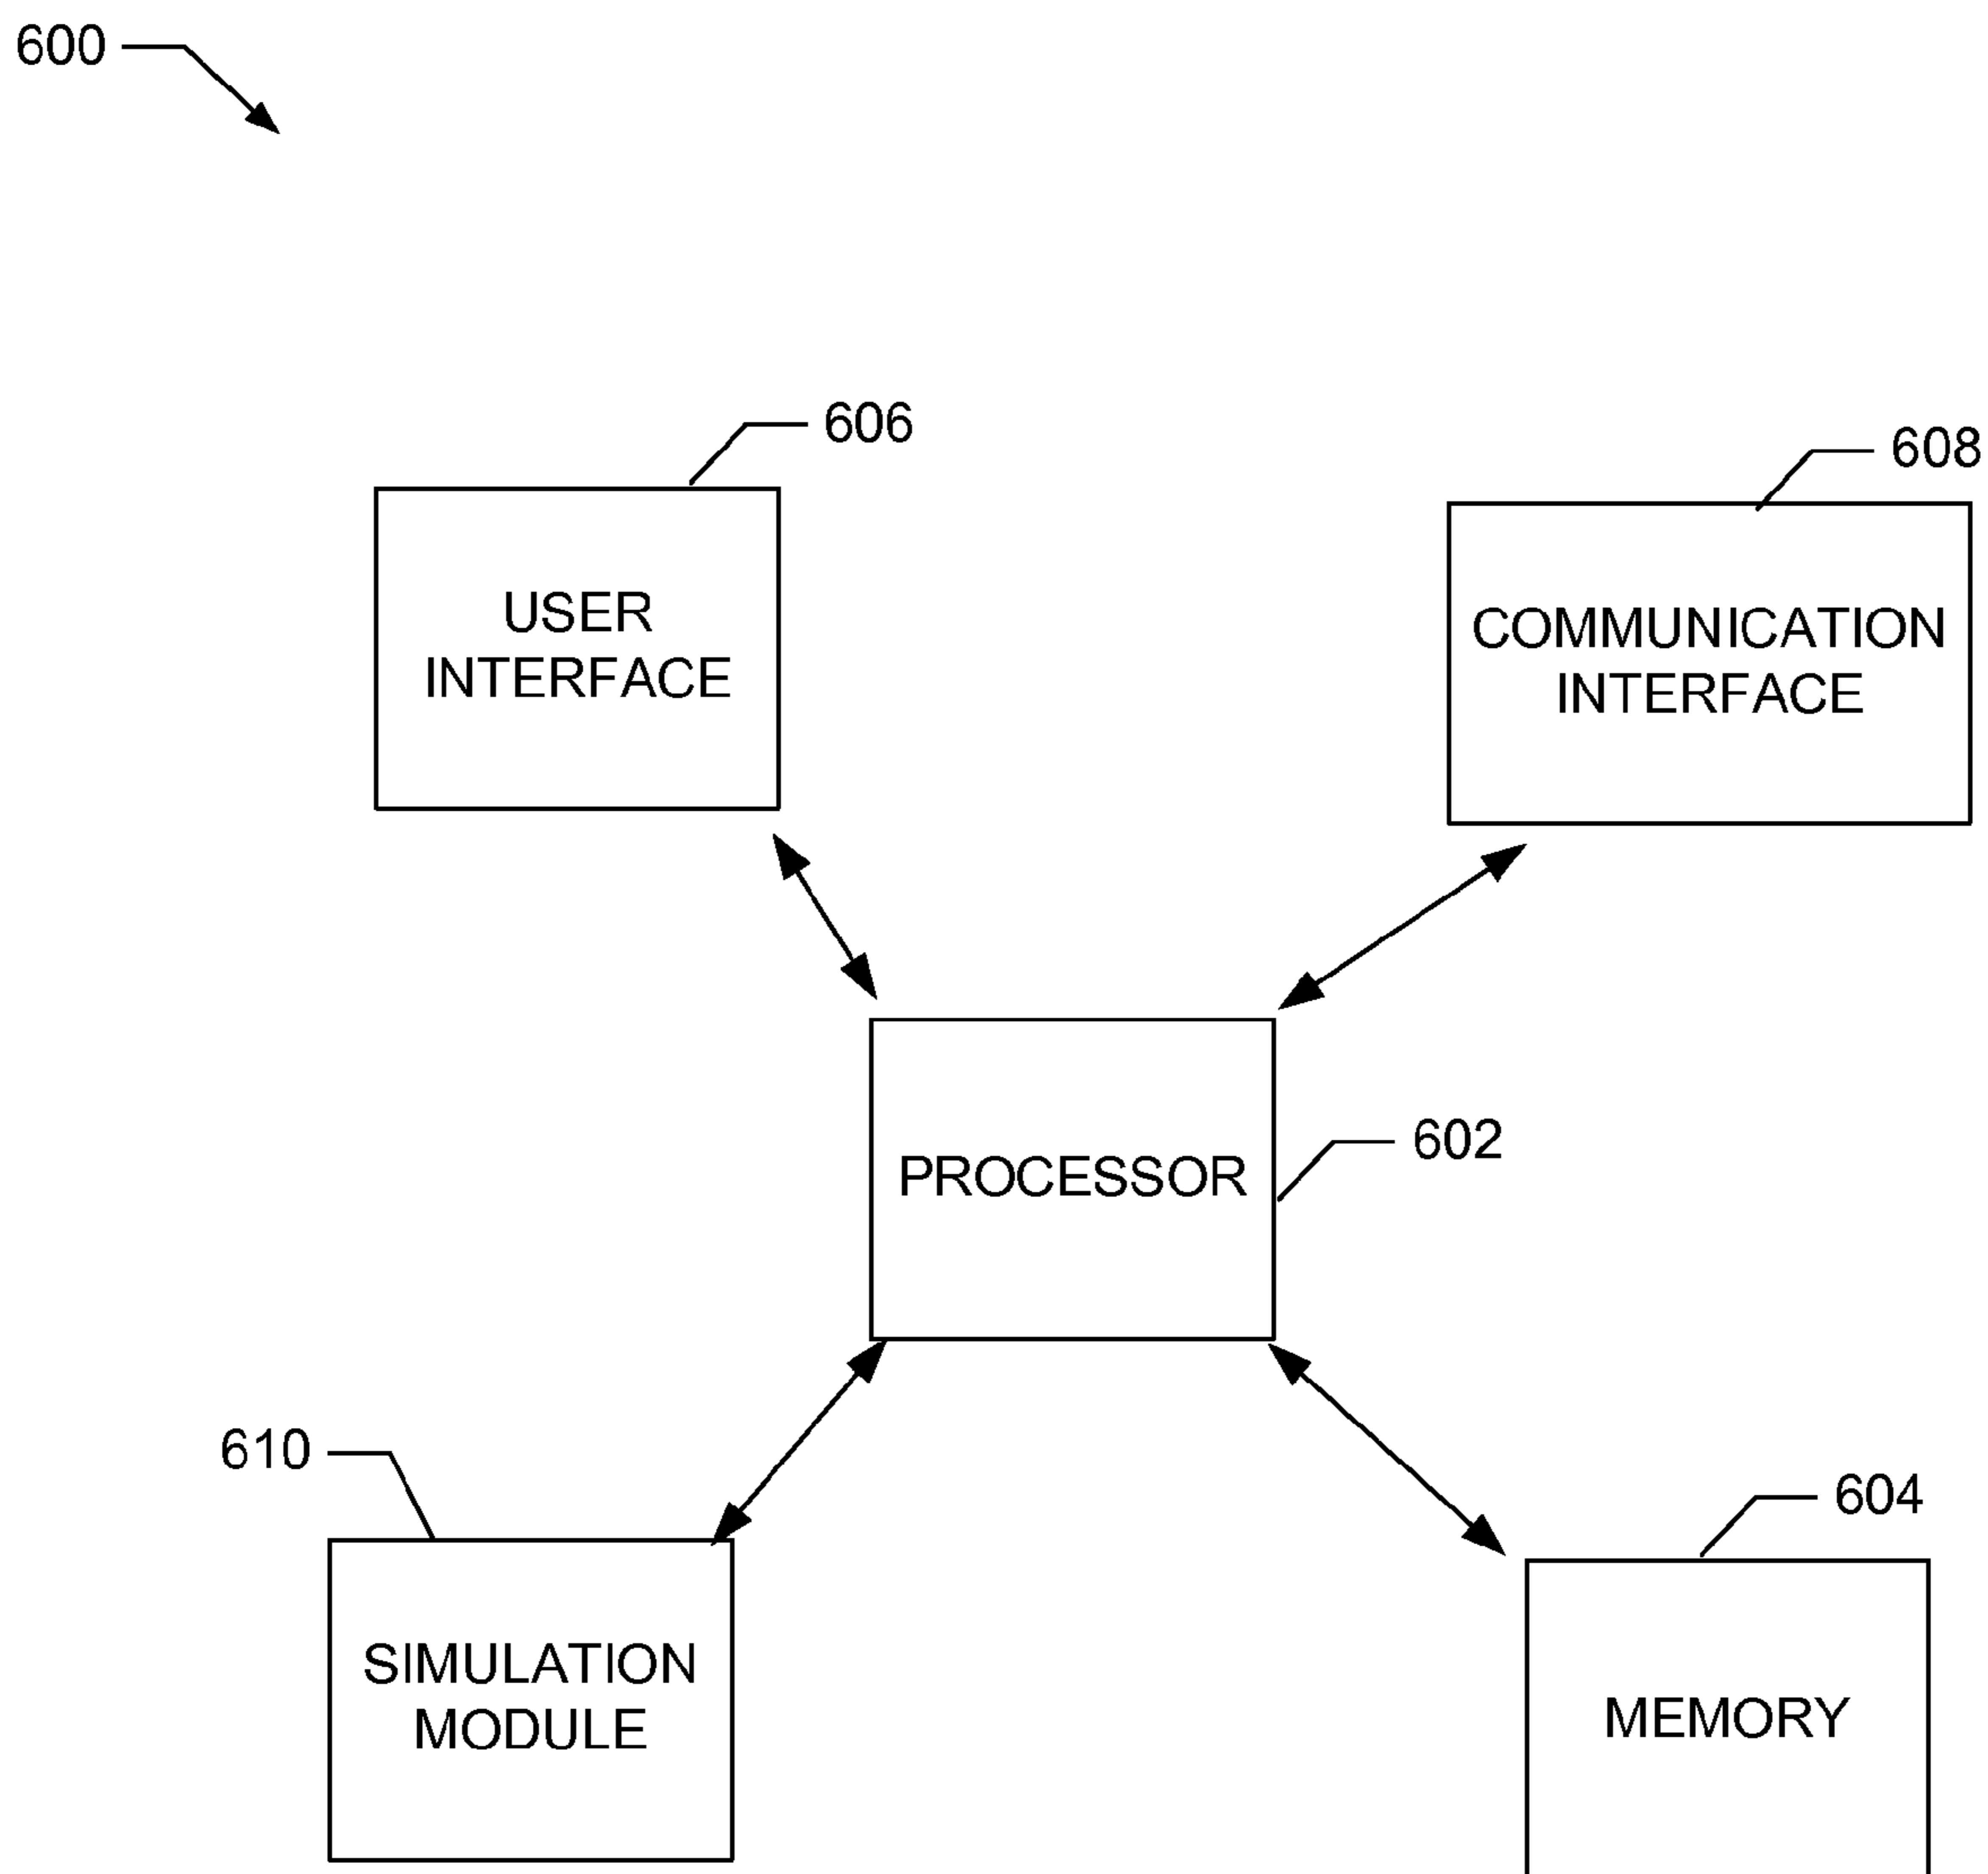 600
606
608
USER
INTERFACE
COMMUNICATION
INTERFACE
PROCESSOR
602
610
604
SIMULATION
MODULE
MEMORY